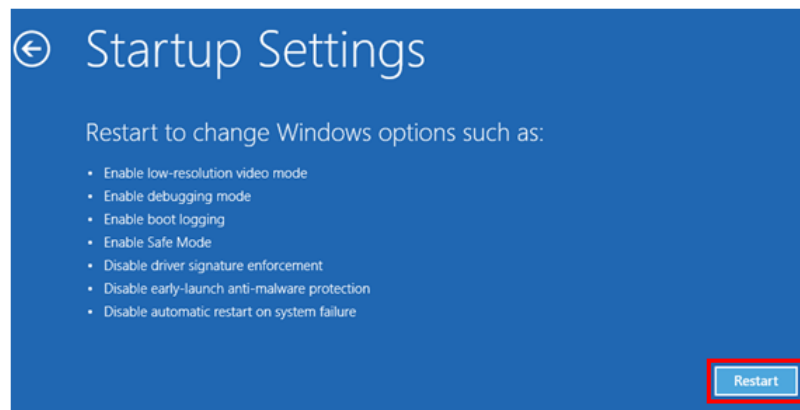 Startup Settings
Restart to change Windows options such as:
• Enable low-resolution video mode
• Enable debugging mode
• Enable boot logging
• Enable Safe Mode
• Disable driver signature enforcement
• Disable early-launch anti-malware protection
• Disable automatic restart on system failure
Restart